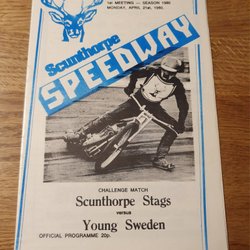 1st MEETING — SEASON 1980
MONDAY, APRIL 21st, 1980.
Scunthorpe
SPEEDWAY
CHALLENGE MATCH
Scunthorpe Stags
versus
Young Sweden
OFFICIAL PROGRAMME 20p.